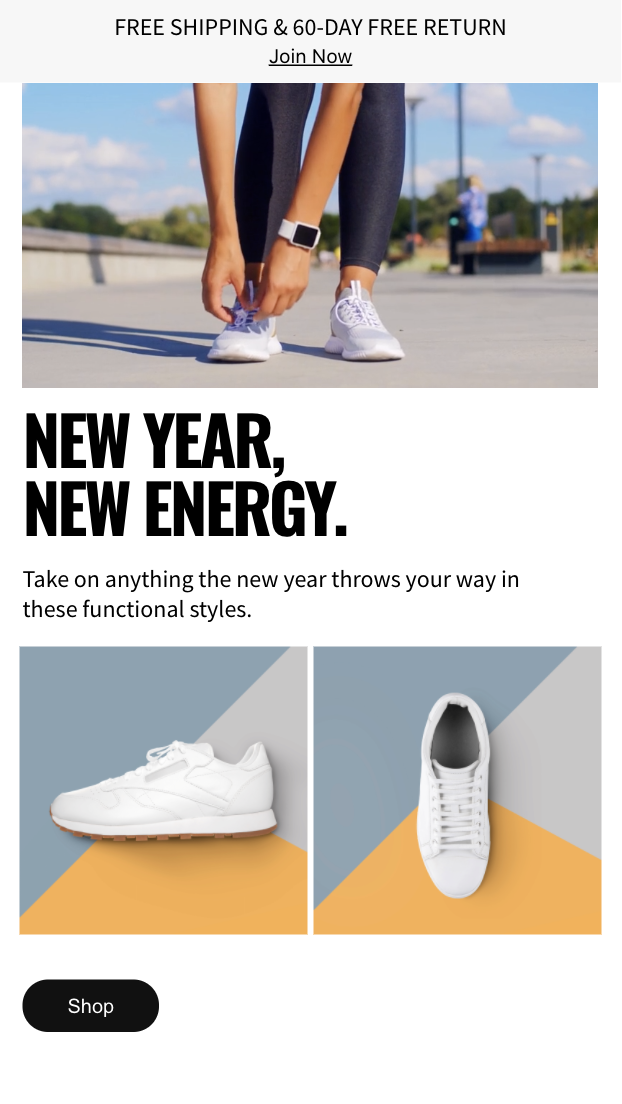 FREE SHIPPING & 60-DAY FREE RETURN
Join Now
NEW YEAR,
NEW ENERGY.
Take on anything the new year throws your way in
these functional styles.
Shop